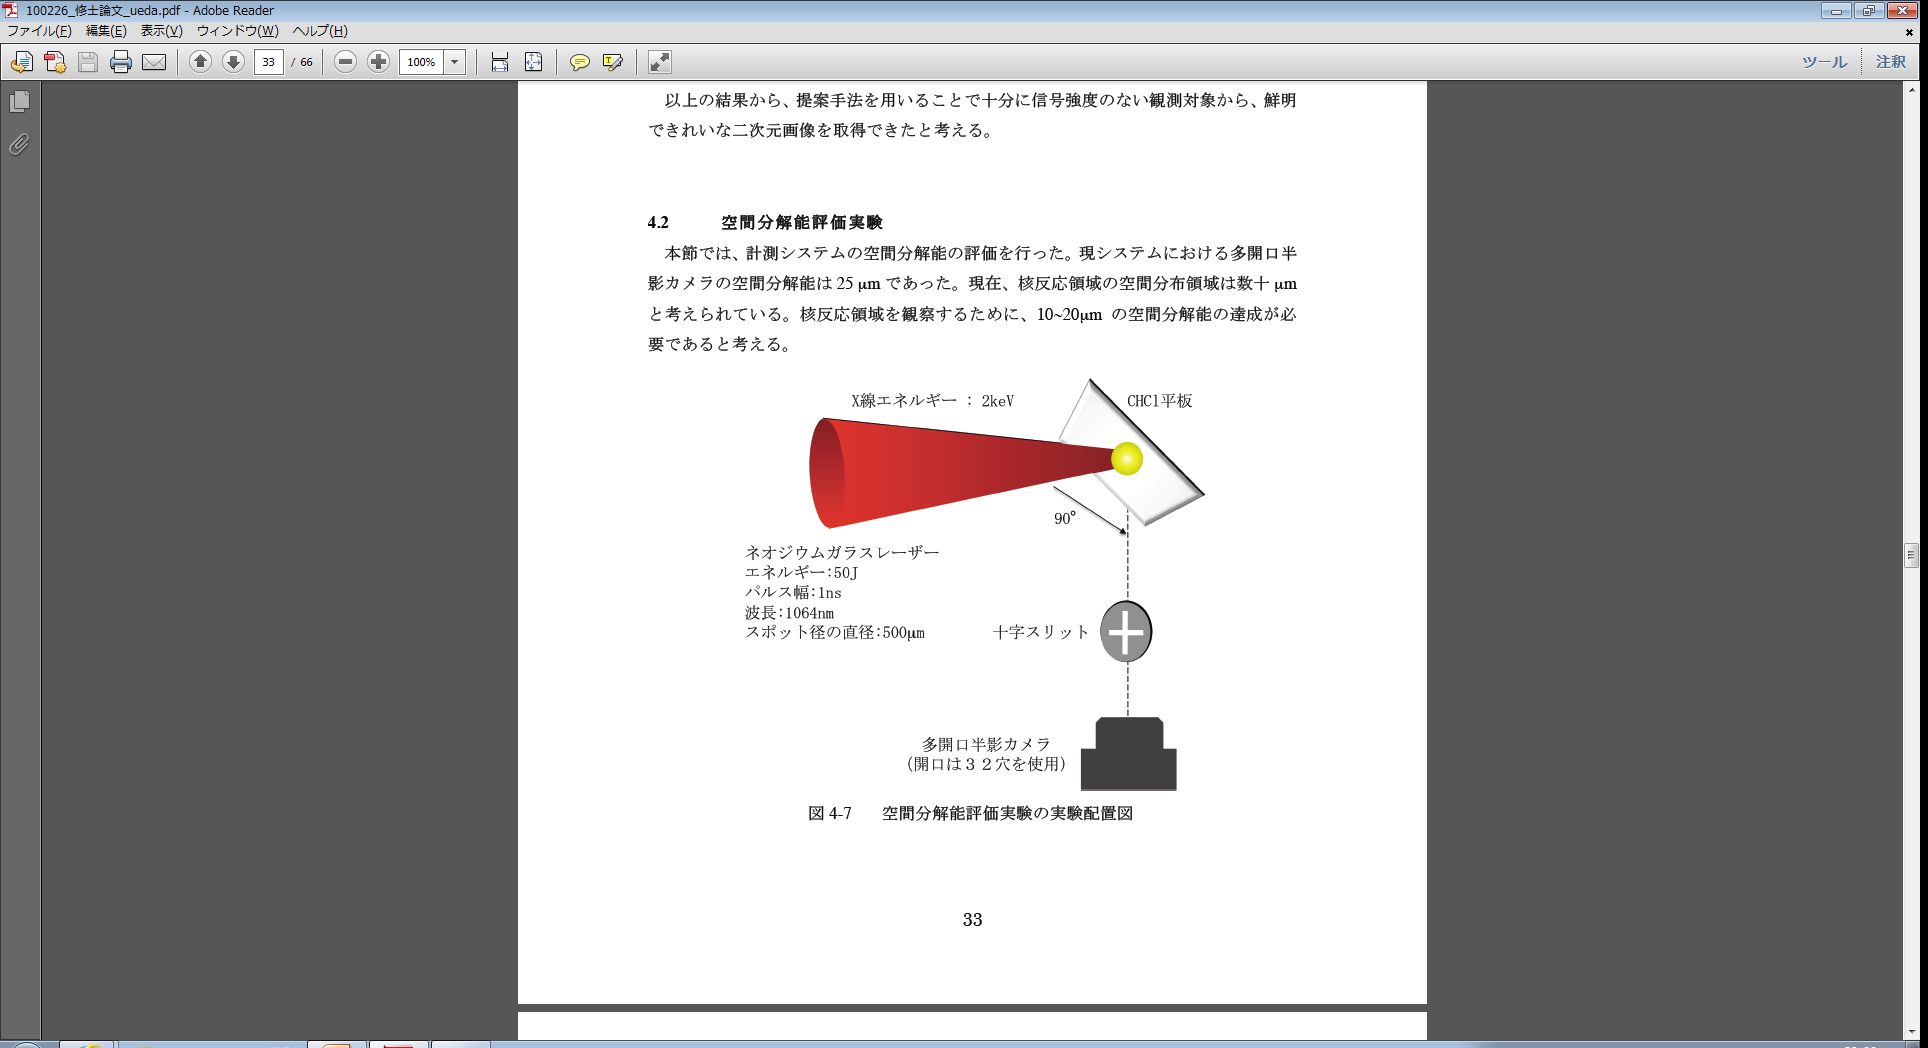 100226_修士論文_ueda.pdf - Adobe Reader
ファイル(F) 編集(E) 表示(V) ウィンドウ(W) ヘルプ(H)
33 / 66 100% ツール 注釈
以上の結果から、提案手法を用いることで十分に信号強度のない観測対象から、鮮明
できれいな二次元画像を取得できたと考える。
4.2 空間分解能評価実験
本節では、計測システムの空間分解能の評価を行った。現システムにおける多開口半
影カメラの空間分解能は 25 μm であった。現在、核反応領域の空間分布領域は数十 μm
と考えられている。核反応領域を観察するために、10~20μm の空間分解能の達成が必
要であると考える。
X線エネルギー : 2keV
CHCl平板
90°
ネオジウムガラスレーザー
エネルギー:50J
パルス幅:1ns
波長:1064nm
スポット径の直径:500μm
十字スリット
多開口半影カメラ
(開口は３２穴を使用)
図 4-7 空間分解能評価実験の実験配置図
33